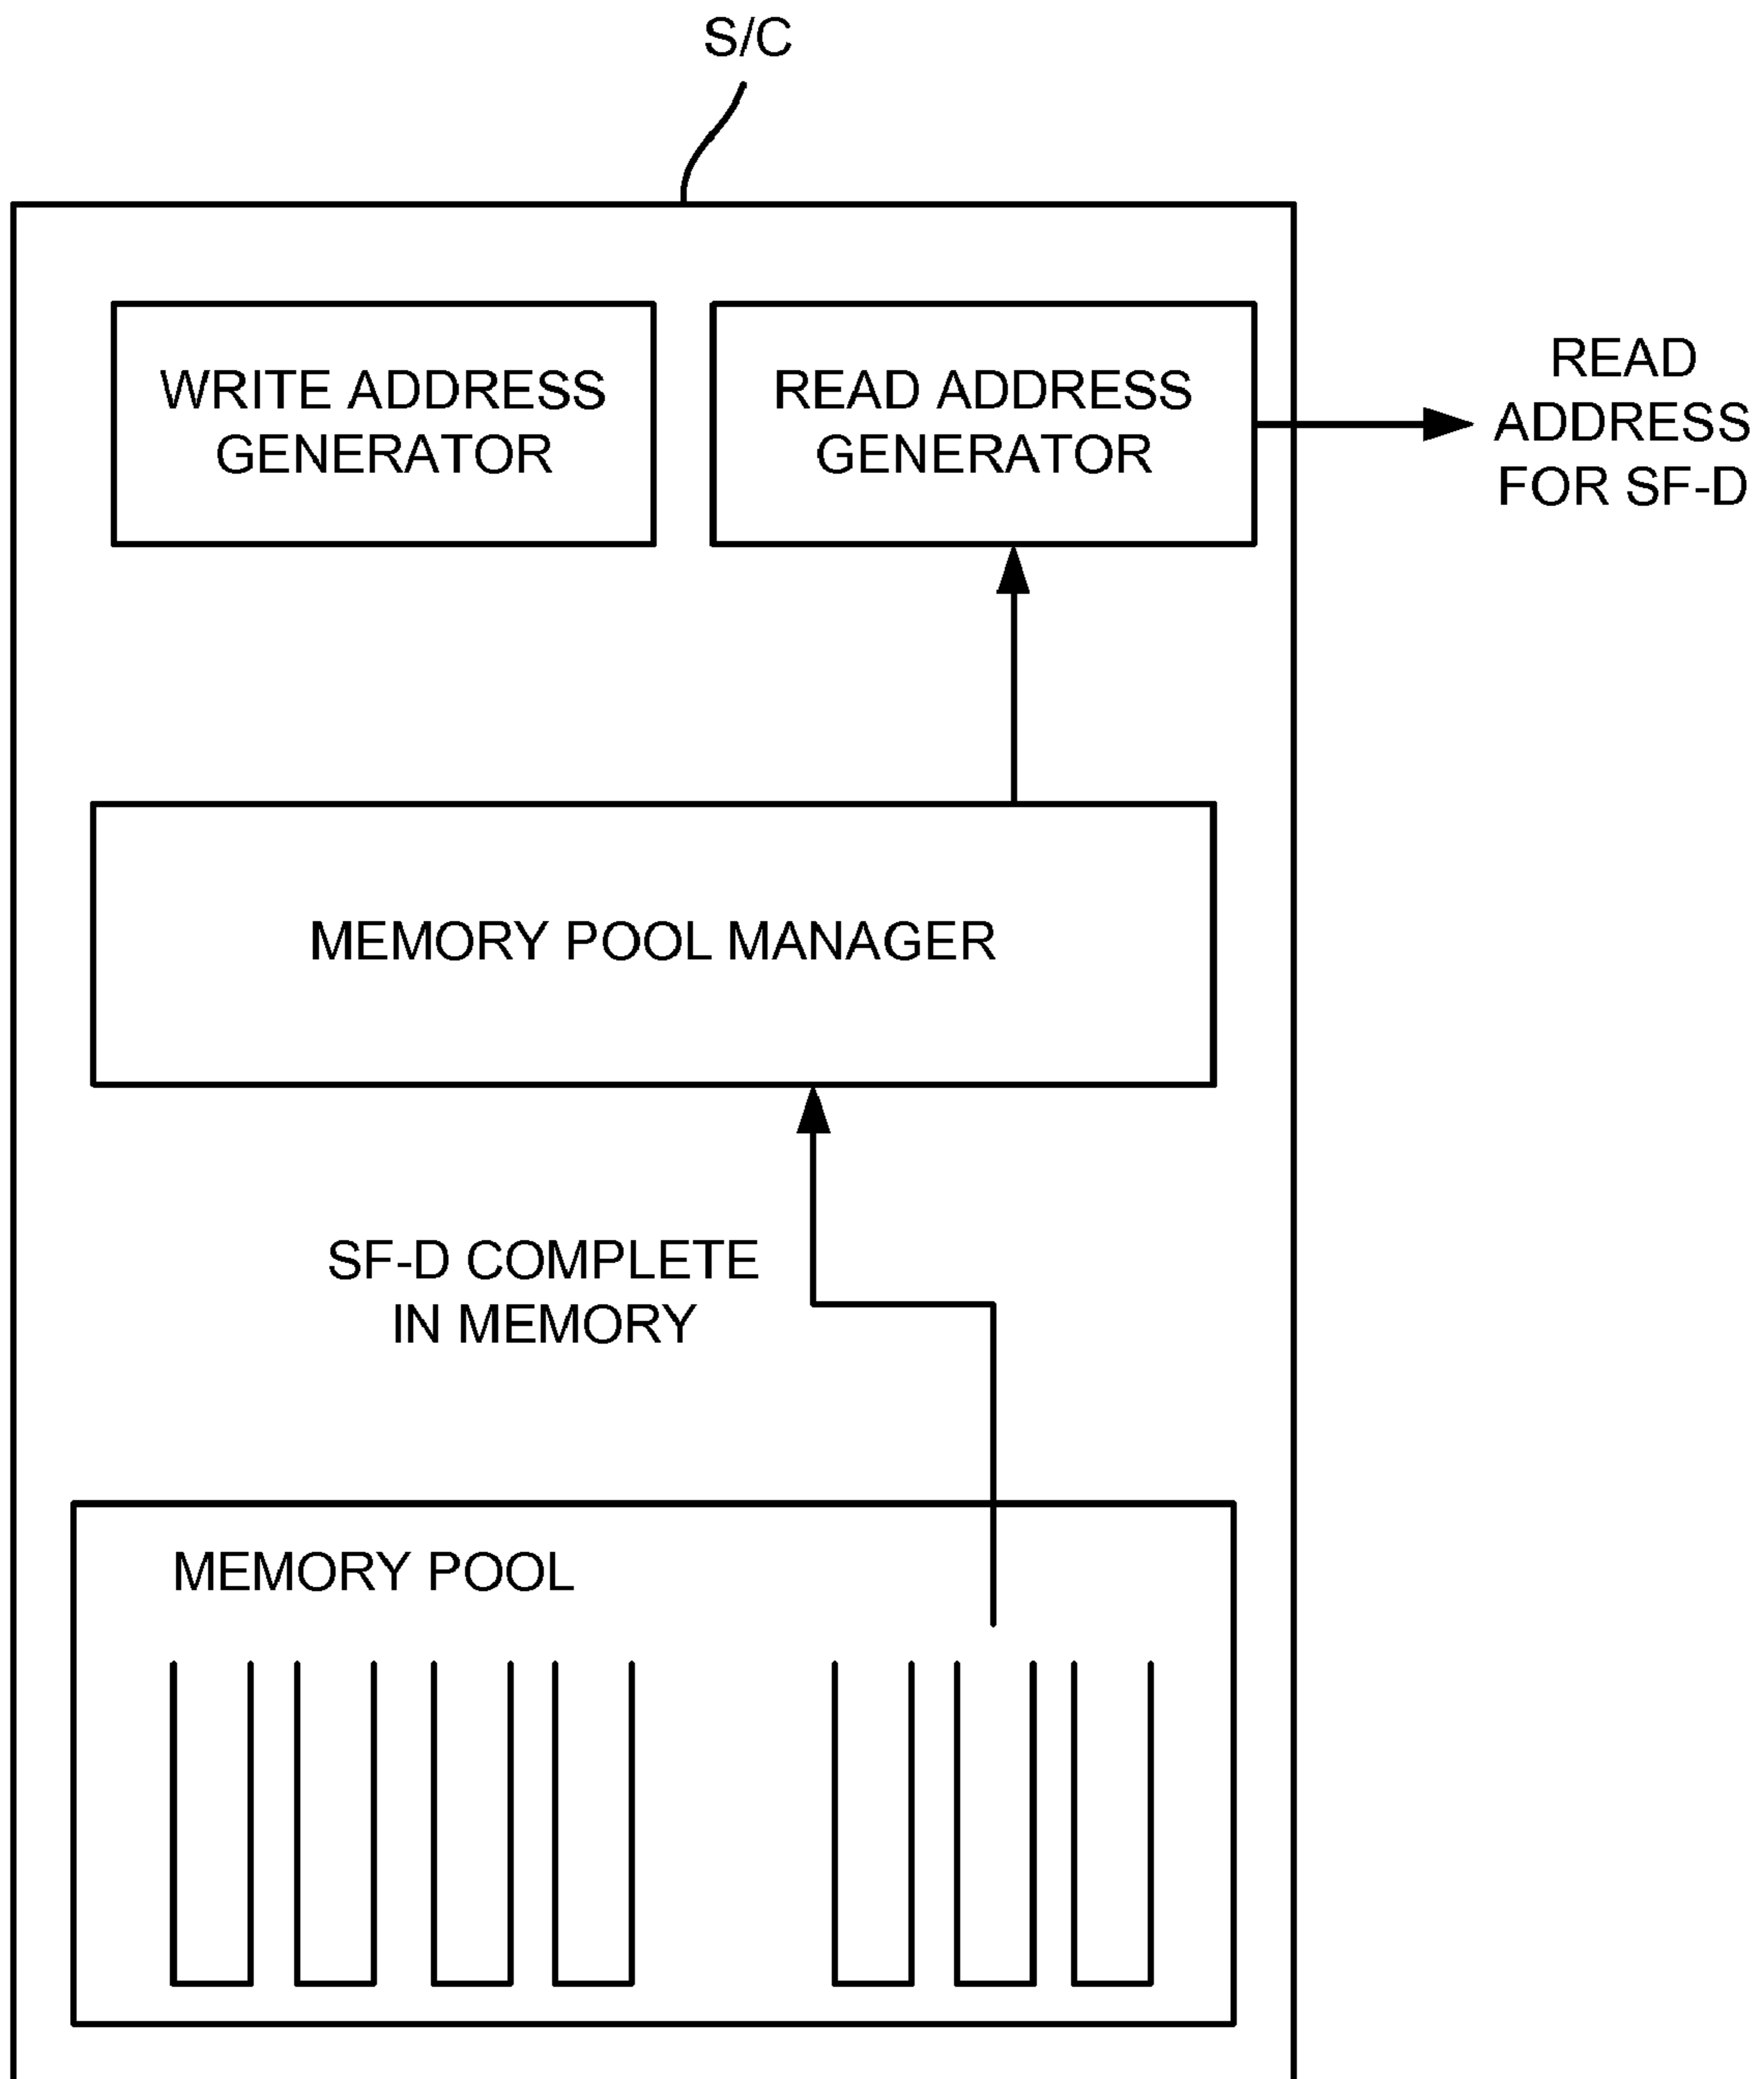 S/C
WRITE ADDRESS
GENERATOR
READ ADDRESS
GENERATOR
READ
ADDRESS
FOR SF-D
MEMORY POOL MANAGER
SF-D COMPLETE
IN MEMORY
MEMORY POOL